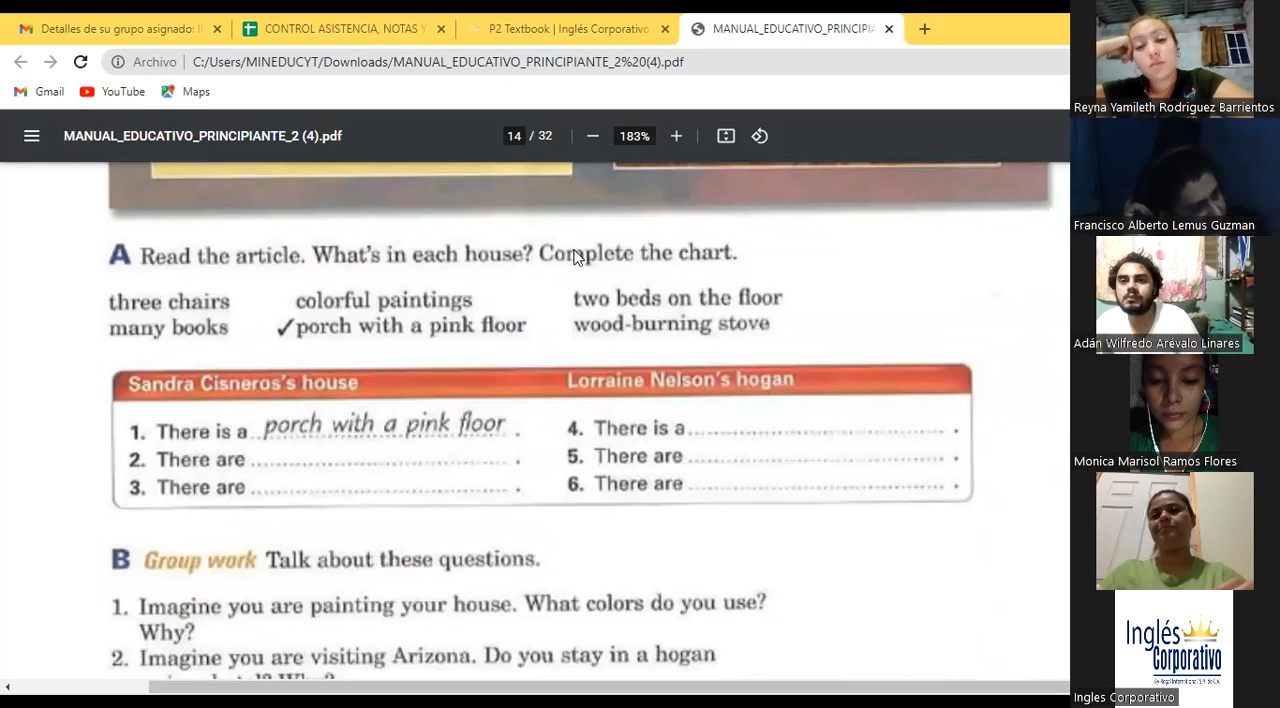 Detalles de su grupo asignado: I
CONTROL ASISTENCIA, NOTAS Y
P2 Textbook | Inglés Corporativo
MANUAL_EDUCATIVO_PRINCIPIA
Archivo
C:/Users/MINEDUCYT/Downloads/MANUAL_EDUCATIVO_PRINCIPIANTE_2%20(4).pdf
Gmail
YouTube
Maps
MANUAL_EDUCATIVO_PRINCIPIANTE_2 (4).pdf
14 / 32
183%
A Read the article. What's in each house? Complete the chart.
three chairs colorful paintings two beds on the floor
many books ✓porch with a pink floor wood-burning stove
Sandra Cisneros's house Lorraine Nelson's hogan
1. There is a porch with a pink floor . 4. There is a .
2. There are . 5. There are .
3. There are . 6. There are .
B Group work Talk about these questions.
1. Imagine you are painting your house. What colors do you use?
Why?
2. Imagine you are visiting Arizona. Do you stay in a hogan
Reyna Yamileth Rodriguez Barrientos
Francisco Alberto Lemus Guzman
Adán Wilfredo Arévalo Linares
Monica Marisol Ramos Flores
Inglés
Corporativo
Ingles Corporativo